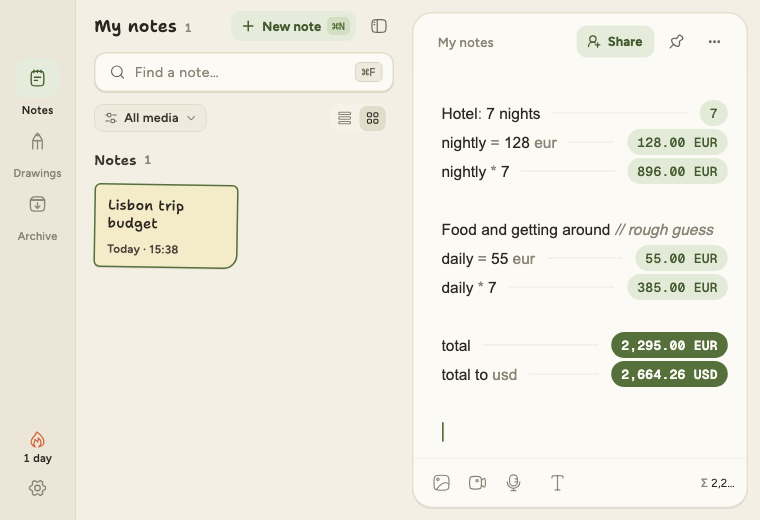 Notes
Drawings
Archive
1 day
My notes 1
New note ⌘N
Find a note... ⌘F
All media
Notes 1
Lisbon trip
budget
Today · 15:38
My notes
Share
Hotel: 7 nights 7
nightly = 128 eur 128.00 EUR
nightly * 7 896.00 EUR
Food and getting around // rough guess
daily = 55 eur 55.00 EUR
daily * 7 385.00 EUR
total 2,295.00 EUR
total to usd 2,664.26 USD
T
Σ 2,2...